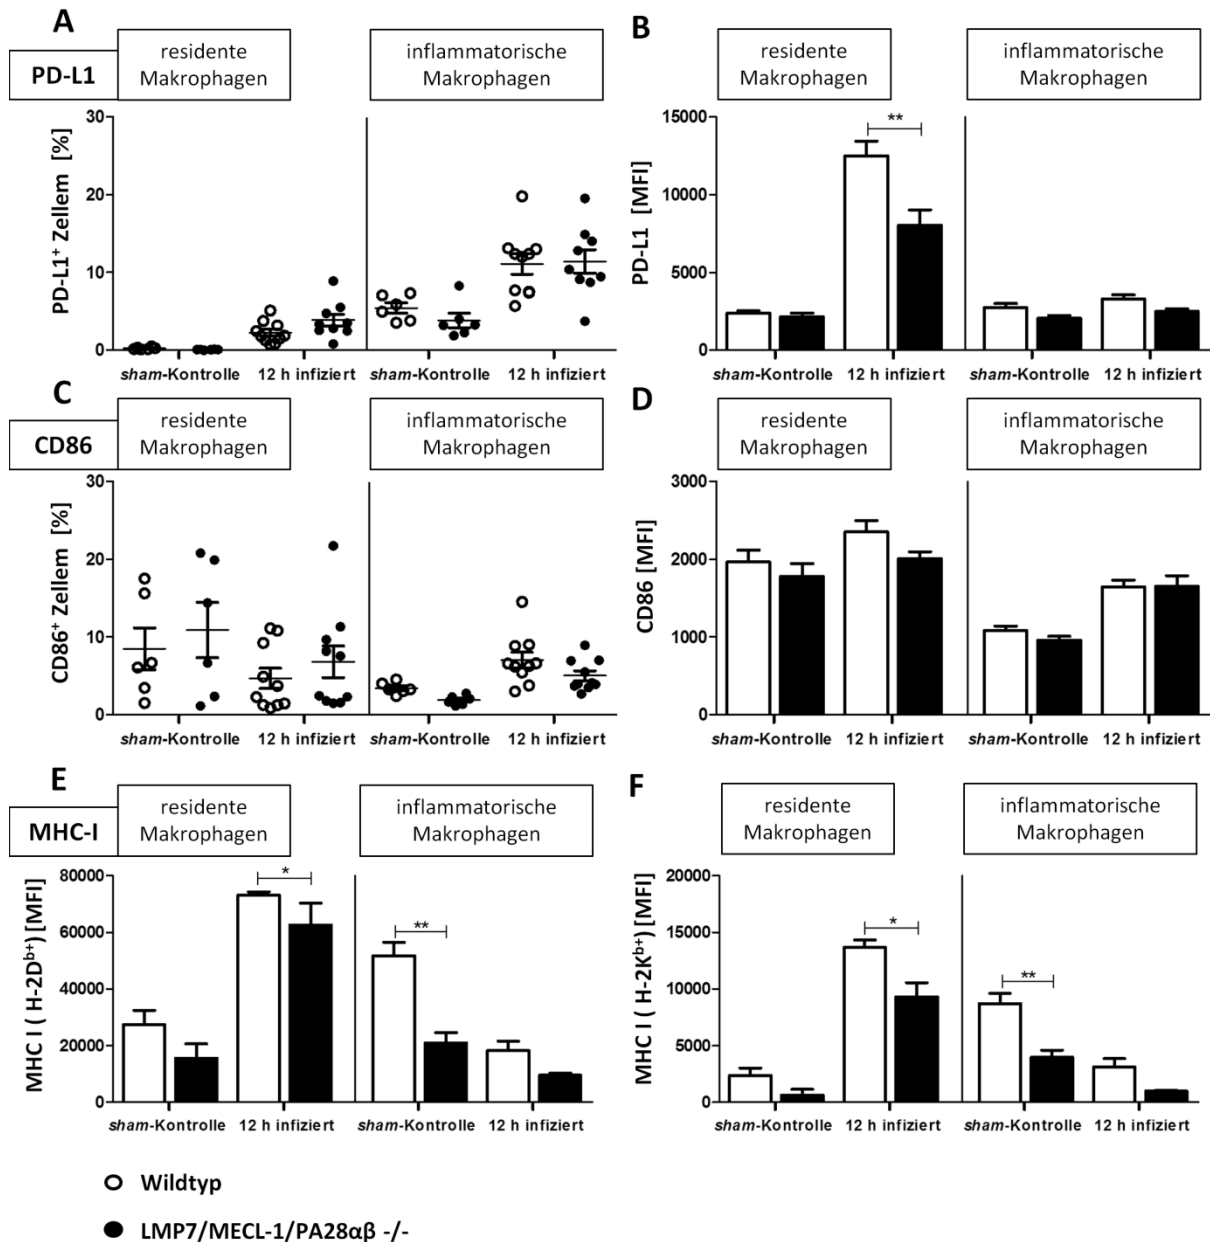 A
B
PD-L1
residente
Makrophagen
inflammatorische
Makrophagen
residente
Makrophagen
inflammatorische
Makrophagen
PD-L1⁺ Zellem [%]
30
20
10
0
sham-Kontrolle 12 h infiziert
sham-Kontrolle 12 h infiziert
PD-L1 [MFI]
15000
10000
5000
0
**
sham-Kontrolle 12 h infiziert
sham-Kontrolle 12 h infiziert
C
D
CD86
residente
Makrophagen
inflammatorische
Makrophagen
residente
Makrophagen
inflammatorische
Makrophagen
CD86⁺ Zellem [%]
30
20
10
0
sham-Kontrolle 12 h infiziert
sham-Kontrolle 12 h infiziert
CD86 [MFI]
3000
2000
1000
0
sham-Kontrolle 12 h infiziert
sham-Kontrolle 12 h infiziert
E
F
MHC-I
residente
Makrophagen
inflammatorische
Makrophagen
residente
Makrophagen
inflammatorische
Makrophagen
MHC I ( H-2Dᵇ⁺) [MFI]
80000
60000
40000
20000
0
*
**
sham-Kontrolle 12 h infiziert
sham-Kontrolle 12 h infiziert
MHC I ( H-2Kᵇ⁺) [MFI]
20000
15000
10000
5000
0
*
**
sham-Kontrolle 12 h infiziert
sham-Kontrolle 12 h infiziert
Wildtyp
LMP7/MECL-1/PA28αβ -/-